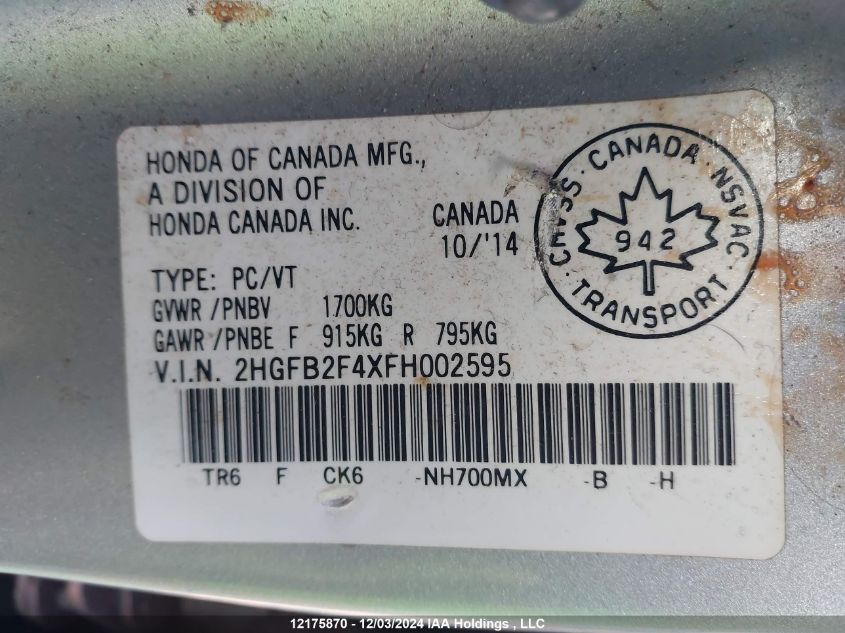 HONDA OF CANADA MFG.,
A DIVISION OF
HONDA CANADA INC.
CANADA
10/'14
TYPE: PC/VT
GVWR /PNBV 1700KG
GAWR /PNBE F 915KG R 795KG
V.I.N. 2HGFB2F4XFH002595
TR6 F CK6 -NH700MX -B -H
CMVSS · CANADA · NSVAC · TRANSPORT ·
942
12175870 - 12/03/2024 IAA Holdings , LLC